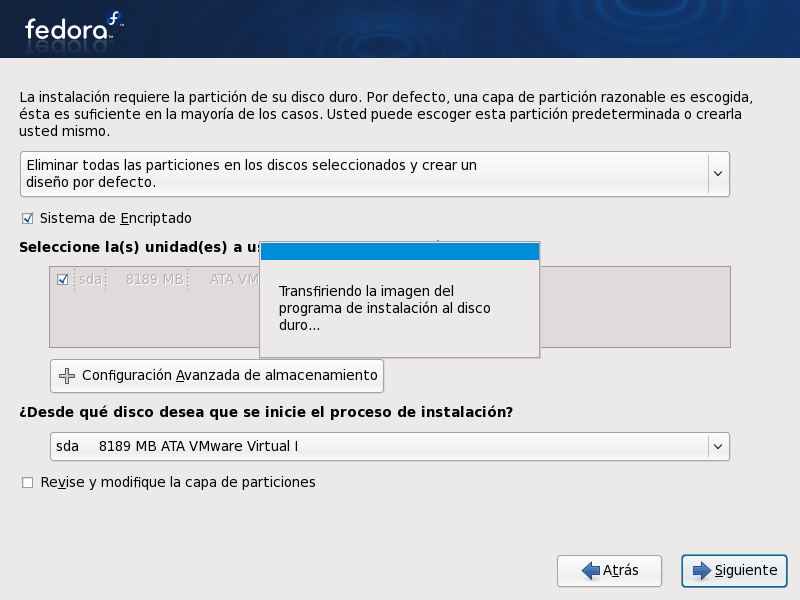 fedora
La instalación requiere la partición de su disco duro. Por defecto, una capa de partición razonable es escogida,
ésta es suficiente en la mayoría de los casos. Usted puede escoger esta partición predeterminada o crearla
usted mismo.
Eliminar todas las particiones en los discos seleccionados y crear un
diseño por defecto.
Sistema de Encriptado
Seleccione la(s) unidad(es) a
sda 8189 MB ATA VM
Transfiriendo la imagen del
programa de instalación al disco
duro...
Configuración Avanzada de almacenamiento
¿Desde qué disco desea que se inicie el proceso de instalación?
sda 8189 MB ATA VMware Virtual I
Revise y modifique la capa de particiones
Atrás
Siguiente